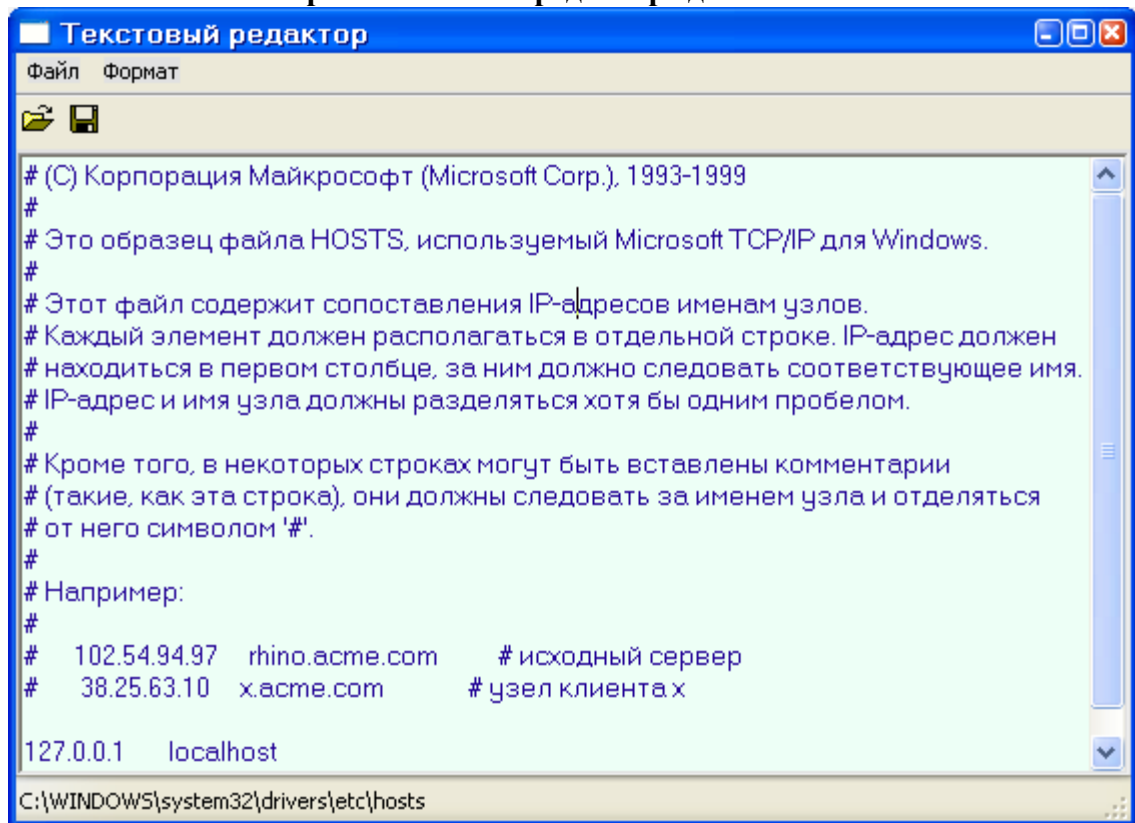 Текстовый редактор
Файл Формат
# (C) Корпорация Майкрософт (Microsoft Corp.), 1993-1999
#
# Это образец файла HOSTS, используемый Microsoft TCP/IP для Windows.
#
# Этот файл содержит сопоставления IP-адресов именам узлов.
# Каждый элемент должен располагаться в отдельной строке. IP-адрес должен
# находиться в первом столбце, за ним должно следовать соответствующее имя.
# IP-адрес и имя узла должны разделяться хотя бы одним пробелом.
#
# Кроме того, в некоторых строках могут быть вставлены комментарии
# (такие, как эта строка), они должны следовать за именем узла и отделяться
# от него символом '#'.
#
# Например:
#
# 102.54.94.97 rhino.acme.com # исходный сервер
# 38.25.63.10 x.acme.com # узел клиента x
127.0.0.1 localhost
C:\WINDOWS\system32\drivers\etc\hosts